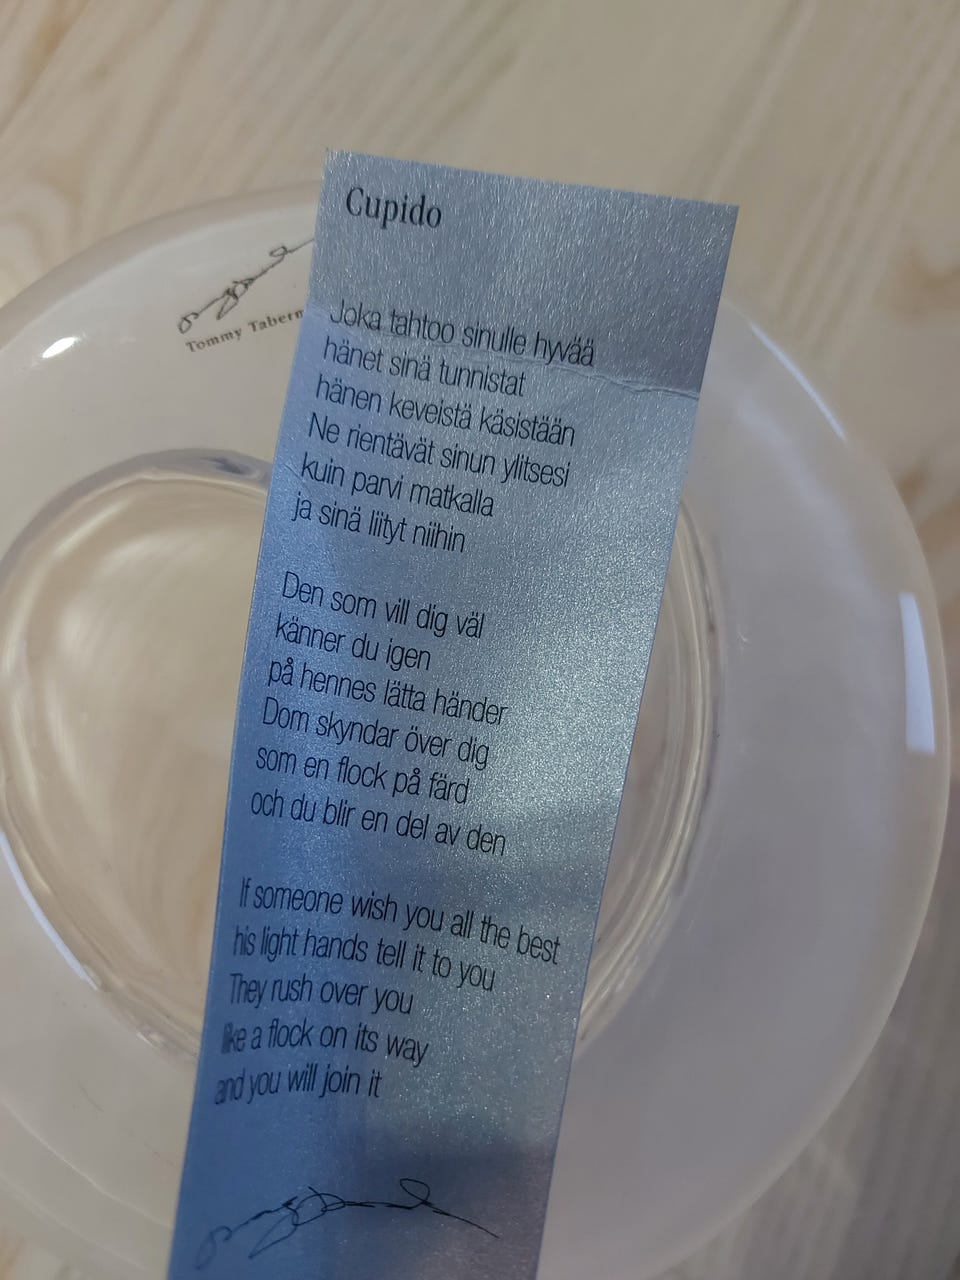 Cupido
Joka tahtoo sinulle hyvää
hänet sinä tunnistat
hänen keveistä käsistään
Ne rientävät sinun ylitsesi
kuin parvi matkalla
ja sinä liityt niihin
Den som vill dig väl
känner du igen
på hennes lätta händer
Dom skyndar över dig
som en flock på färd
och du blir en del av den
If someone wish you all the best
his light hands tell it to you
They rush over you
like a flock on its way
and you will join it
Tommy Taberm